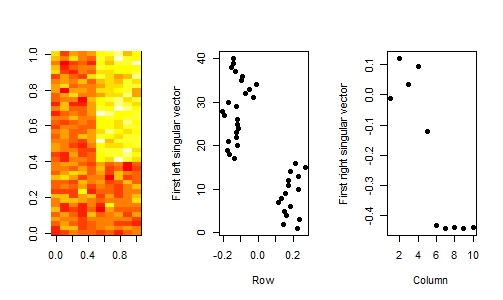 0.0 0.2 0.4 0.6 0.8 1.0
0.0 0.4 0.8
First left singular vector
0 10 20 30 40
-0.2 0.0 0.2
Row
First right singular vector
-0.4 -0.3 -0.2 -0.1 0.0 0.1
2 4 6 8 10
Column